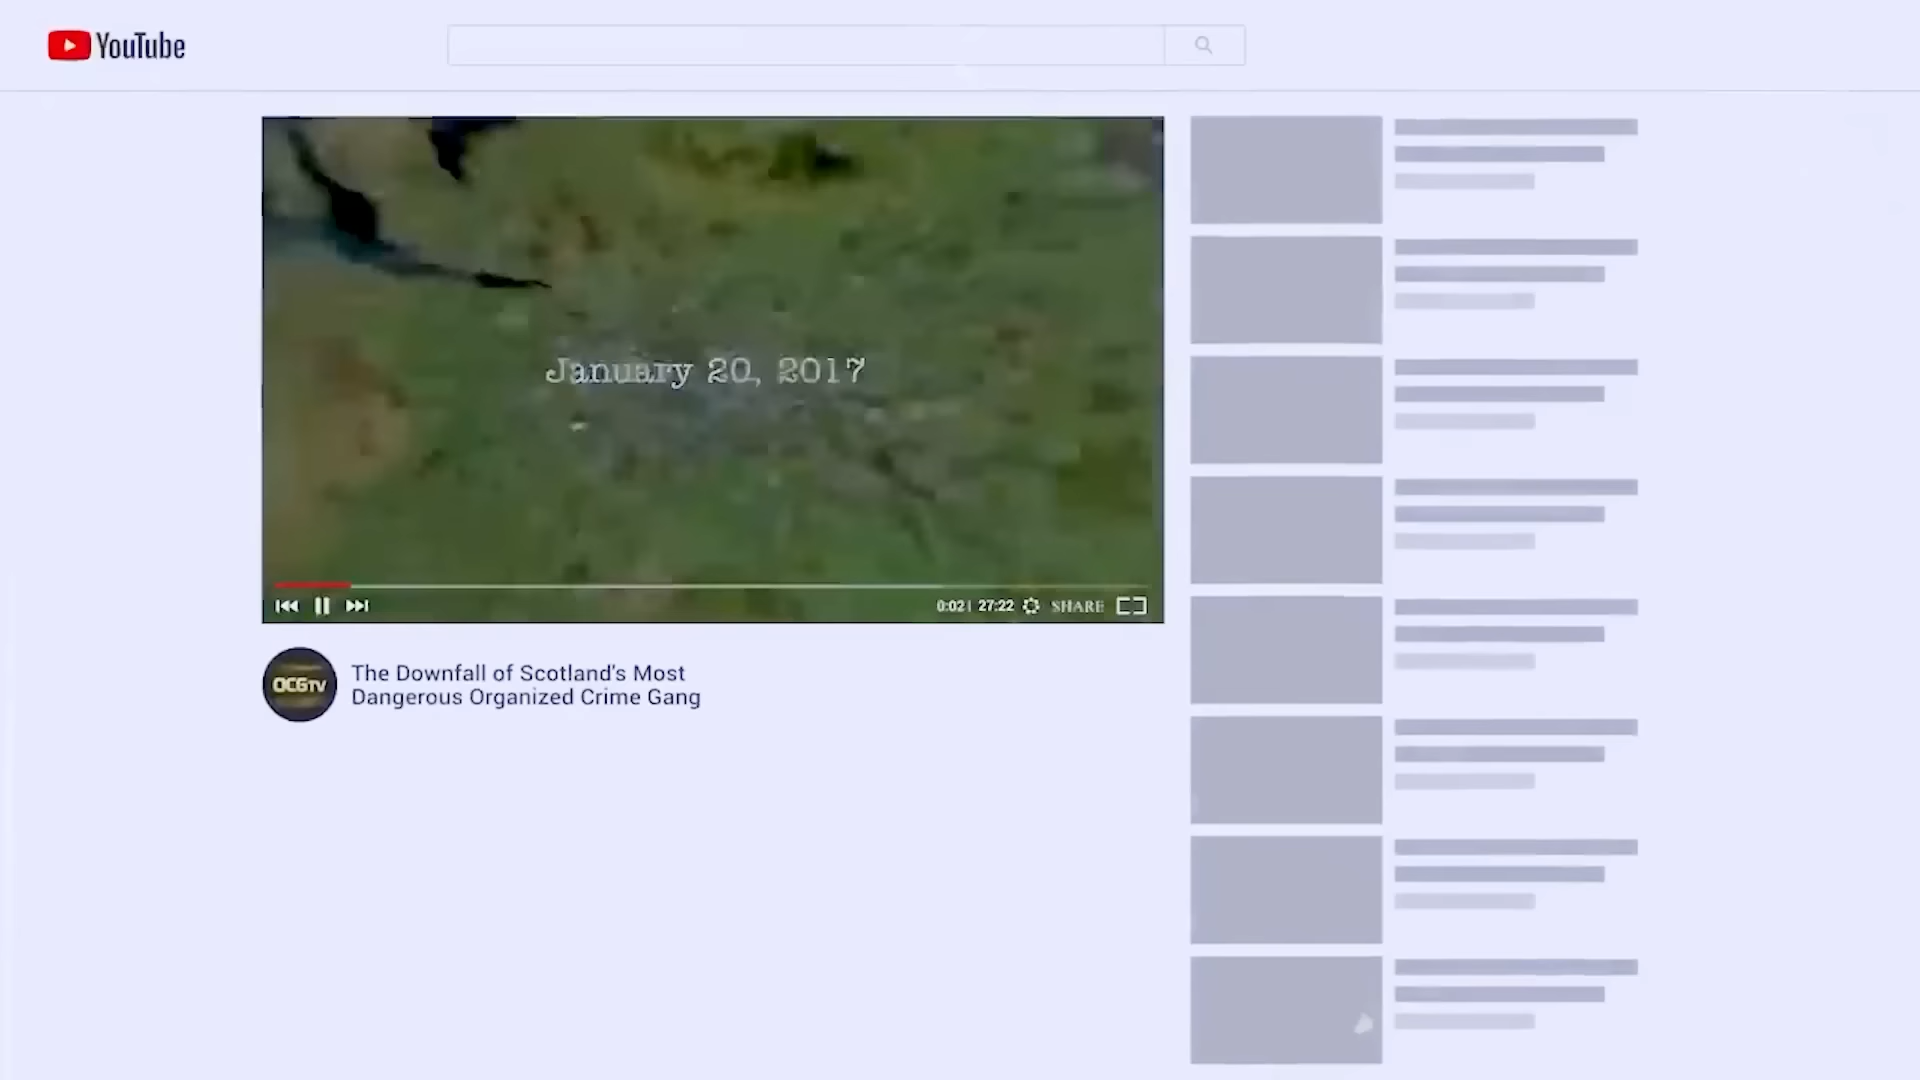 YouTube
January 20, 2017
0:02 | 27:22 SHARE
OCGTV
The Downfall of Scotland's Most
Dangerous Organized Crime Gang